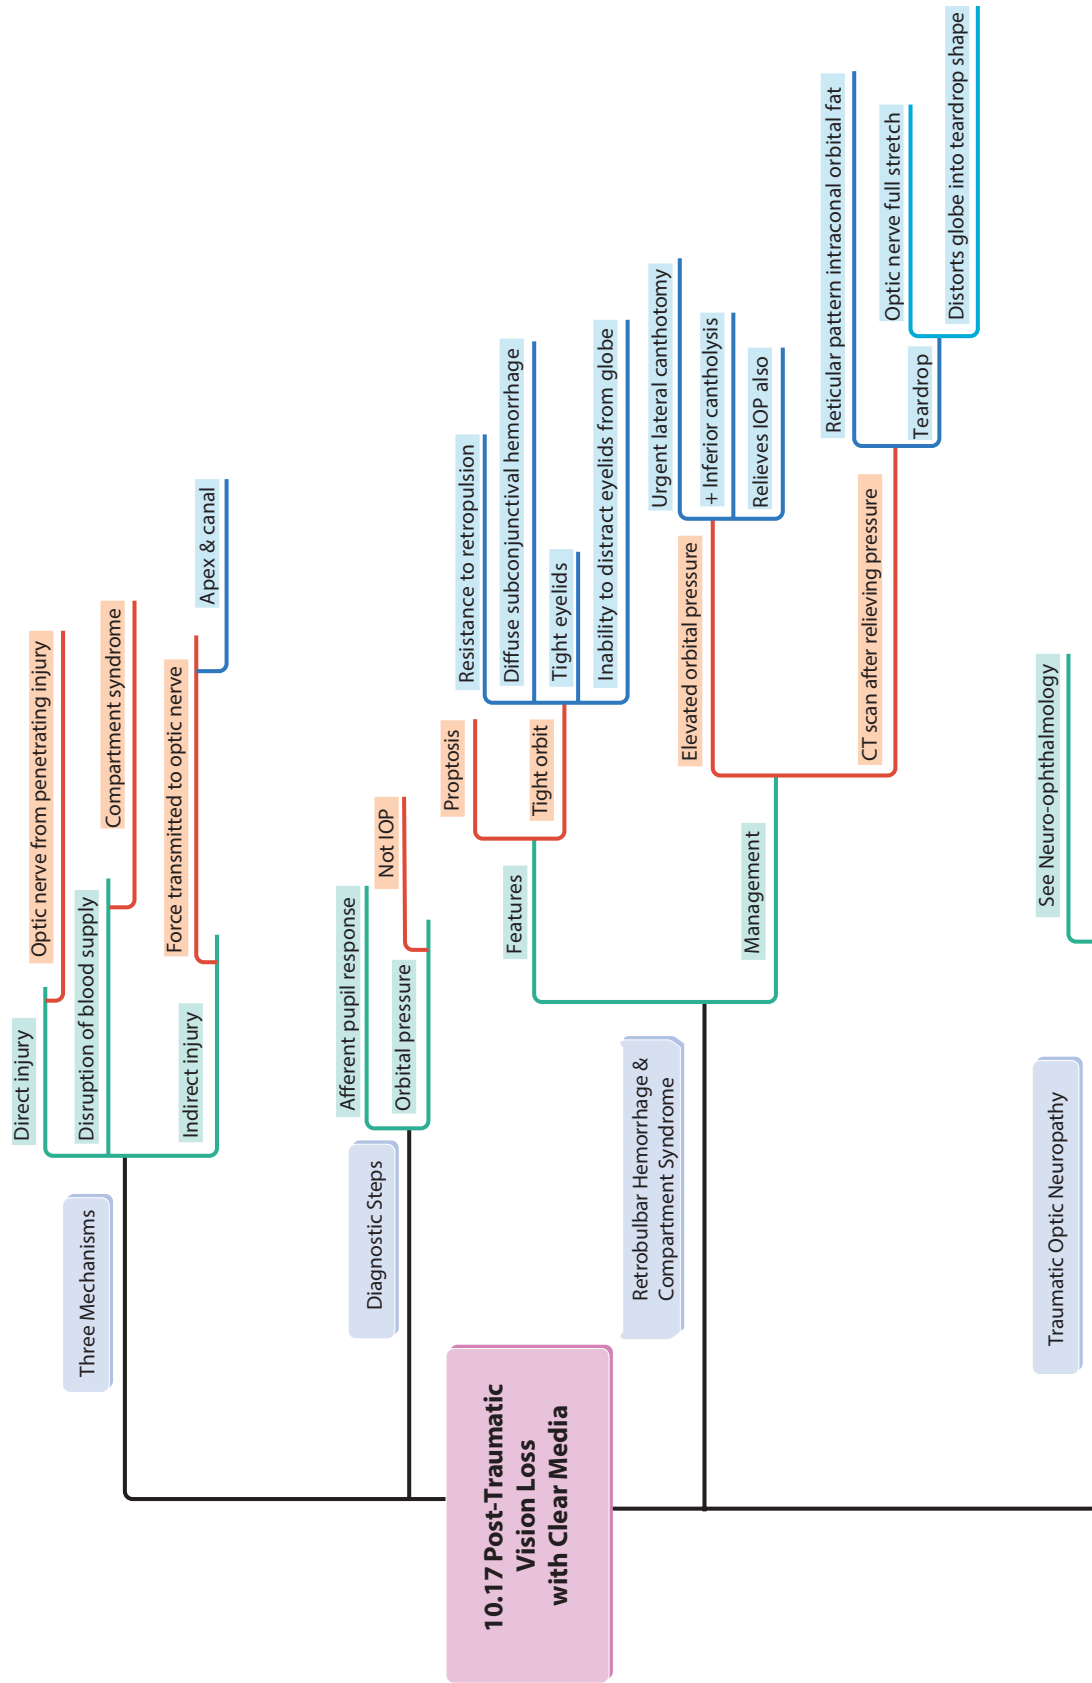 10.17 Post-Traumatic
Vision Loss
with Clear Media
Three Mechanisms
Direct injury
Optic nerve from penetrating injury
Disruption of blood supply
Compartment syndrome
Indirect injury
Force transmitted to optic nerve
Apex & canal
Diagnostic Steps
Afferent pupil response
Orbital pressure
Not IOP
Retrobulbar Hemorrhage &
Compartment Syndrome
Features
Proptosis
Tight orbit
Resistance to retropulsion
Diffuse subconjunctival hemorrhage
Tight eyelids
Inability to distract eyelids from globe
Management
Elevated orbital pressure
Urgent lateral canthotomy
+ Inferior cantholysis
Relieves IOP also
CT scan after relieving pressure
Reticular pattern intraconal orbital fat
Teardrop
Optic nerve full stretch
Distorts globe into teardrop shape
Traumatic Optic Neuropathy
See Neuro-ophthalmology